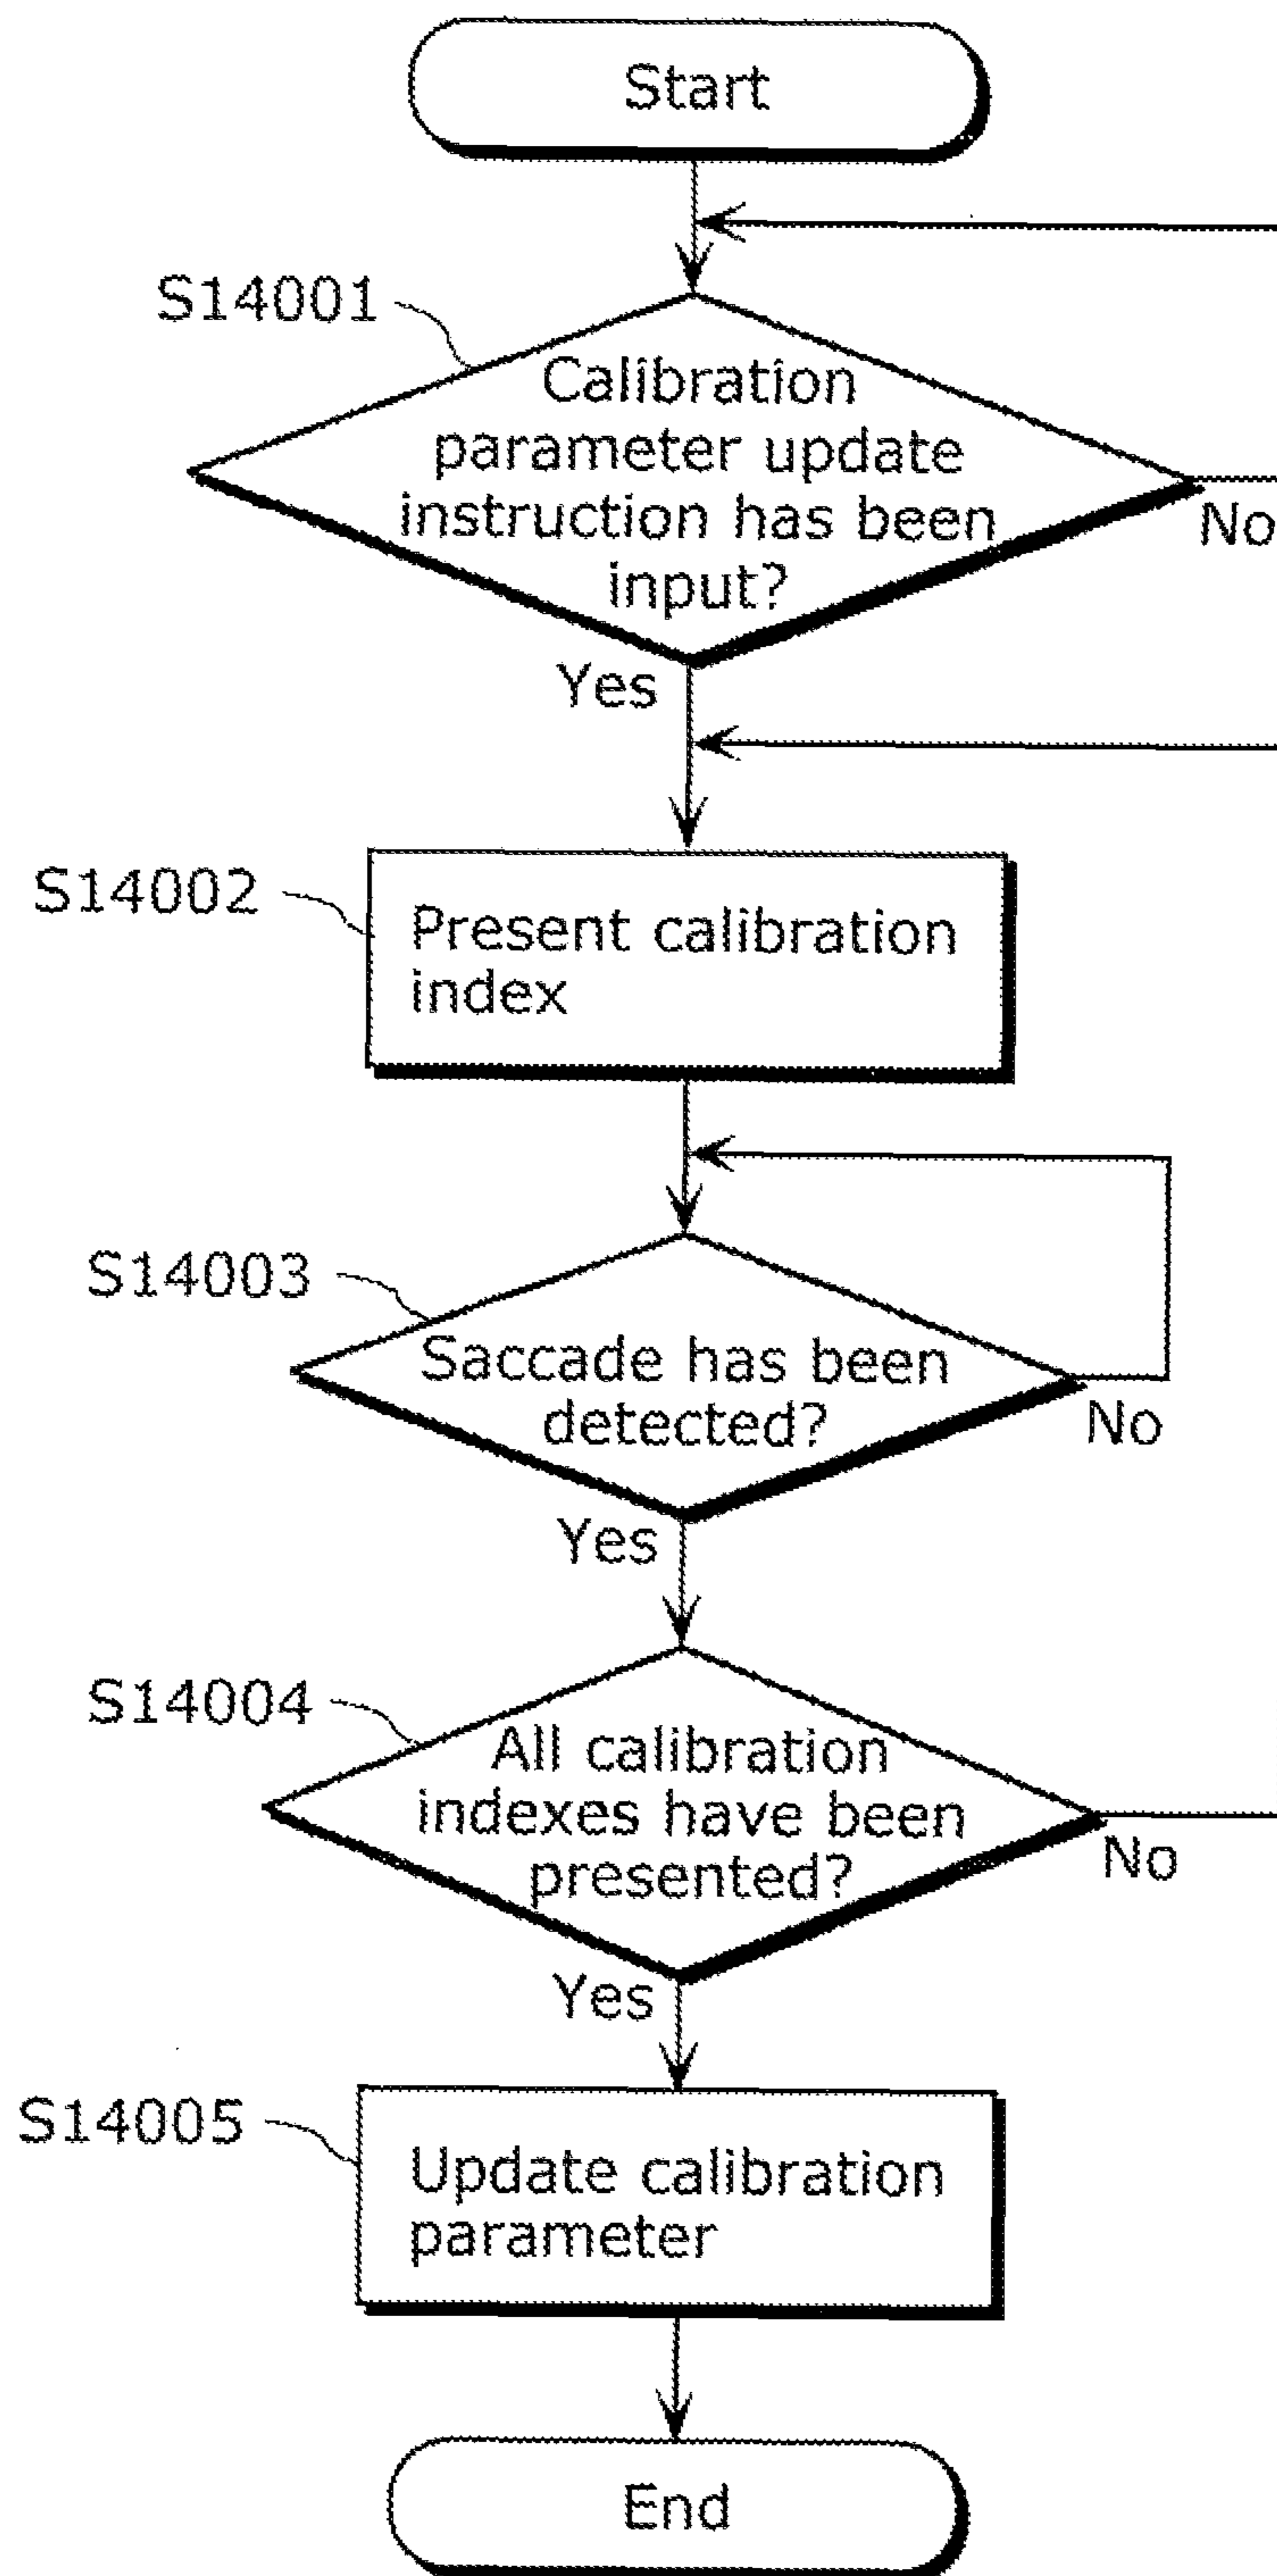 Start
S14001
Calibration
parameter update
instruction has been
input?
No
Yes
S14002
Present calibration
index
S14003
Saccade has been
detected?
No
Yes
S14004
All calibration
indexes have been
presented?
No
Yes
S14005
Update calibration
parameter
End